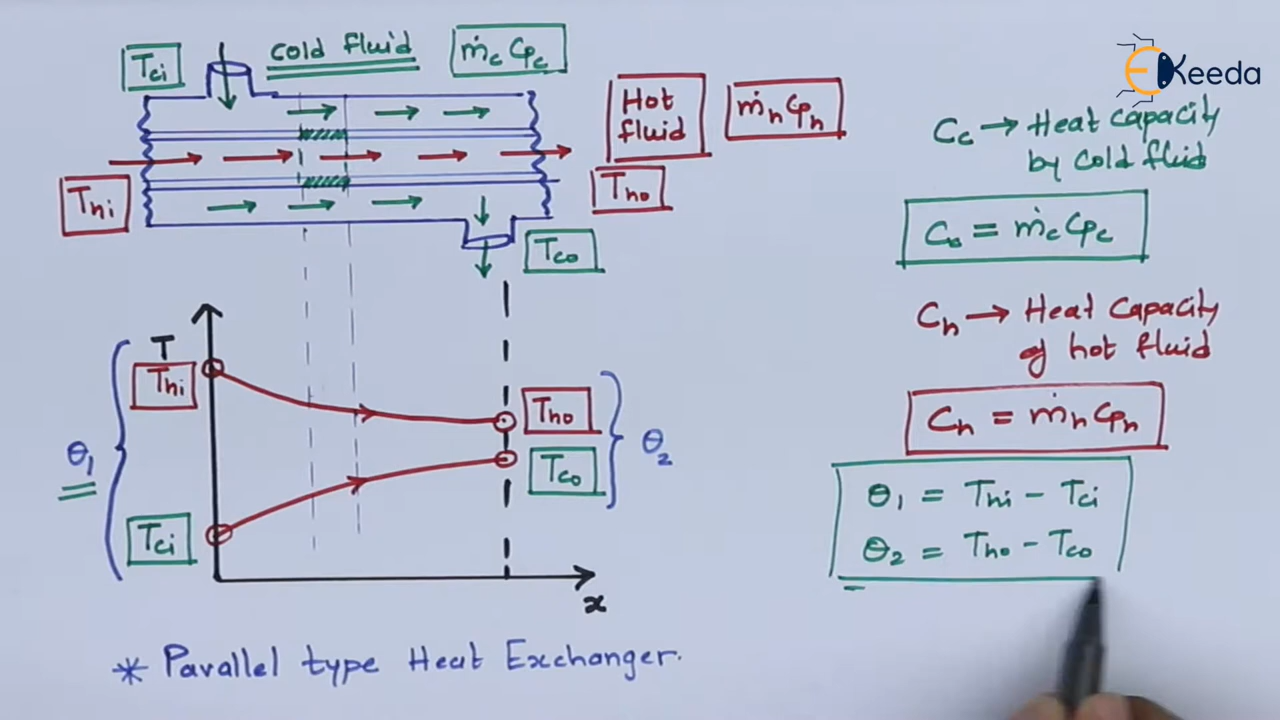 Tci
cold fluid
ṁc Cpc
Hot
fluid
ṁh Cph
Thi
Tho
Tco
T
Thi
Tho
Tco
Tci
θ1
θ2
x
* Parallel type Heat Exchanger.
EKeeda
Cc → Heat capacity
by cold fluid
Cc = ṁc Cpc
Ch → Heat Capacity
of hot fluid
Ch = ṁh Cph
θ1 = Thi - Tci
θ2 = Tho - Tco